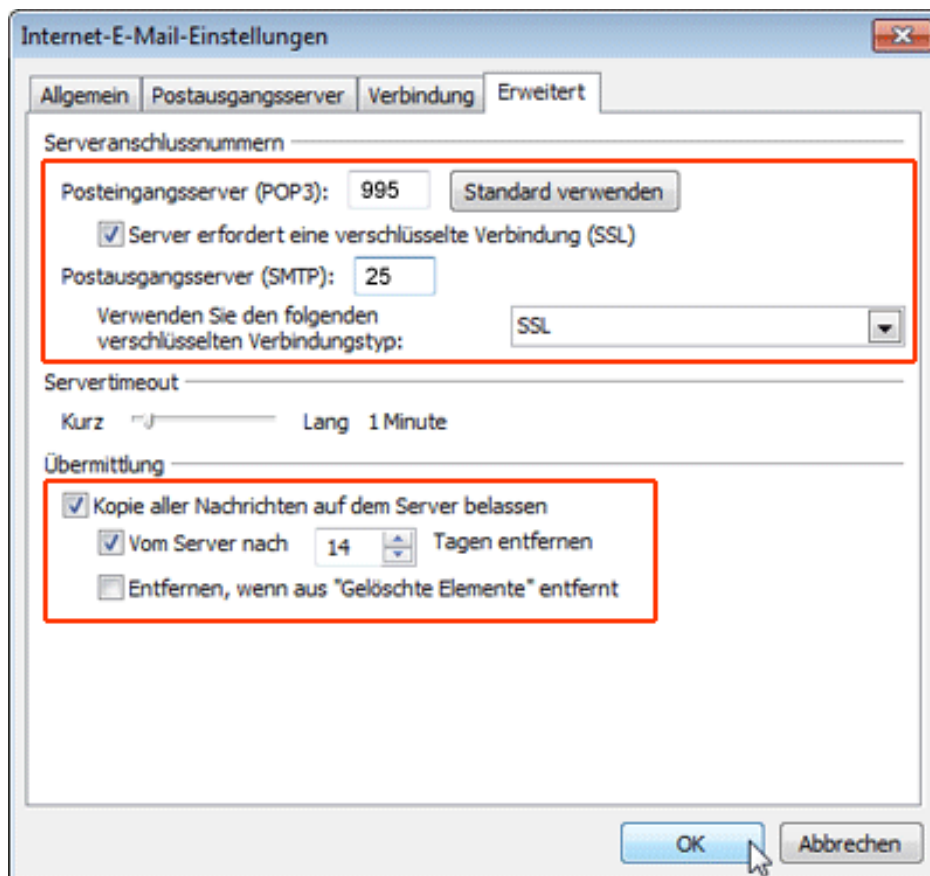 Internet-E-Mail-Einstellungen
Allgemein Postausgangsserver Verbindung Erweitert
Serveranschlussnummern
Posteingangsserver (POP3): 995 Standard verwenden
Server erfordert eine verschlüsselte Verbindung (SSL)
Postausgangsserver (SMTP): 25
Verwenden Sie den folgenden
verschlüsselten Verbindungstyp: SSL
Servertimeout
Kurz Lang 1 Minute
Übermittlung
Kopie aller Nachrichten auf dem Server belassen
Vom Server nach 14 Tagen entfernen
Entfernen, wenn aus "Gelöschte Elemente" entfernt
OK Abbrechen